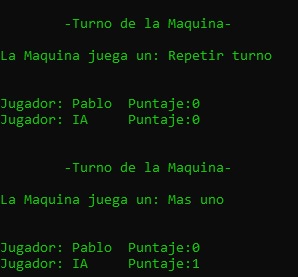 -Turno de la Maquina-
La Maquina juega un: Repetir turno
Jugador: Pablo  Puntaje:0
Jugador: IA     Puntaje:0
-Turno de la Maquina-
La Maquina juega un: Mas uno
Jugador: Pablo  Puntaje:0
Jugador: IA     Puntaje:1